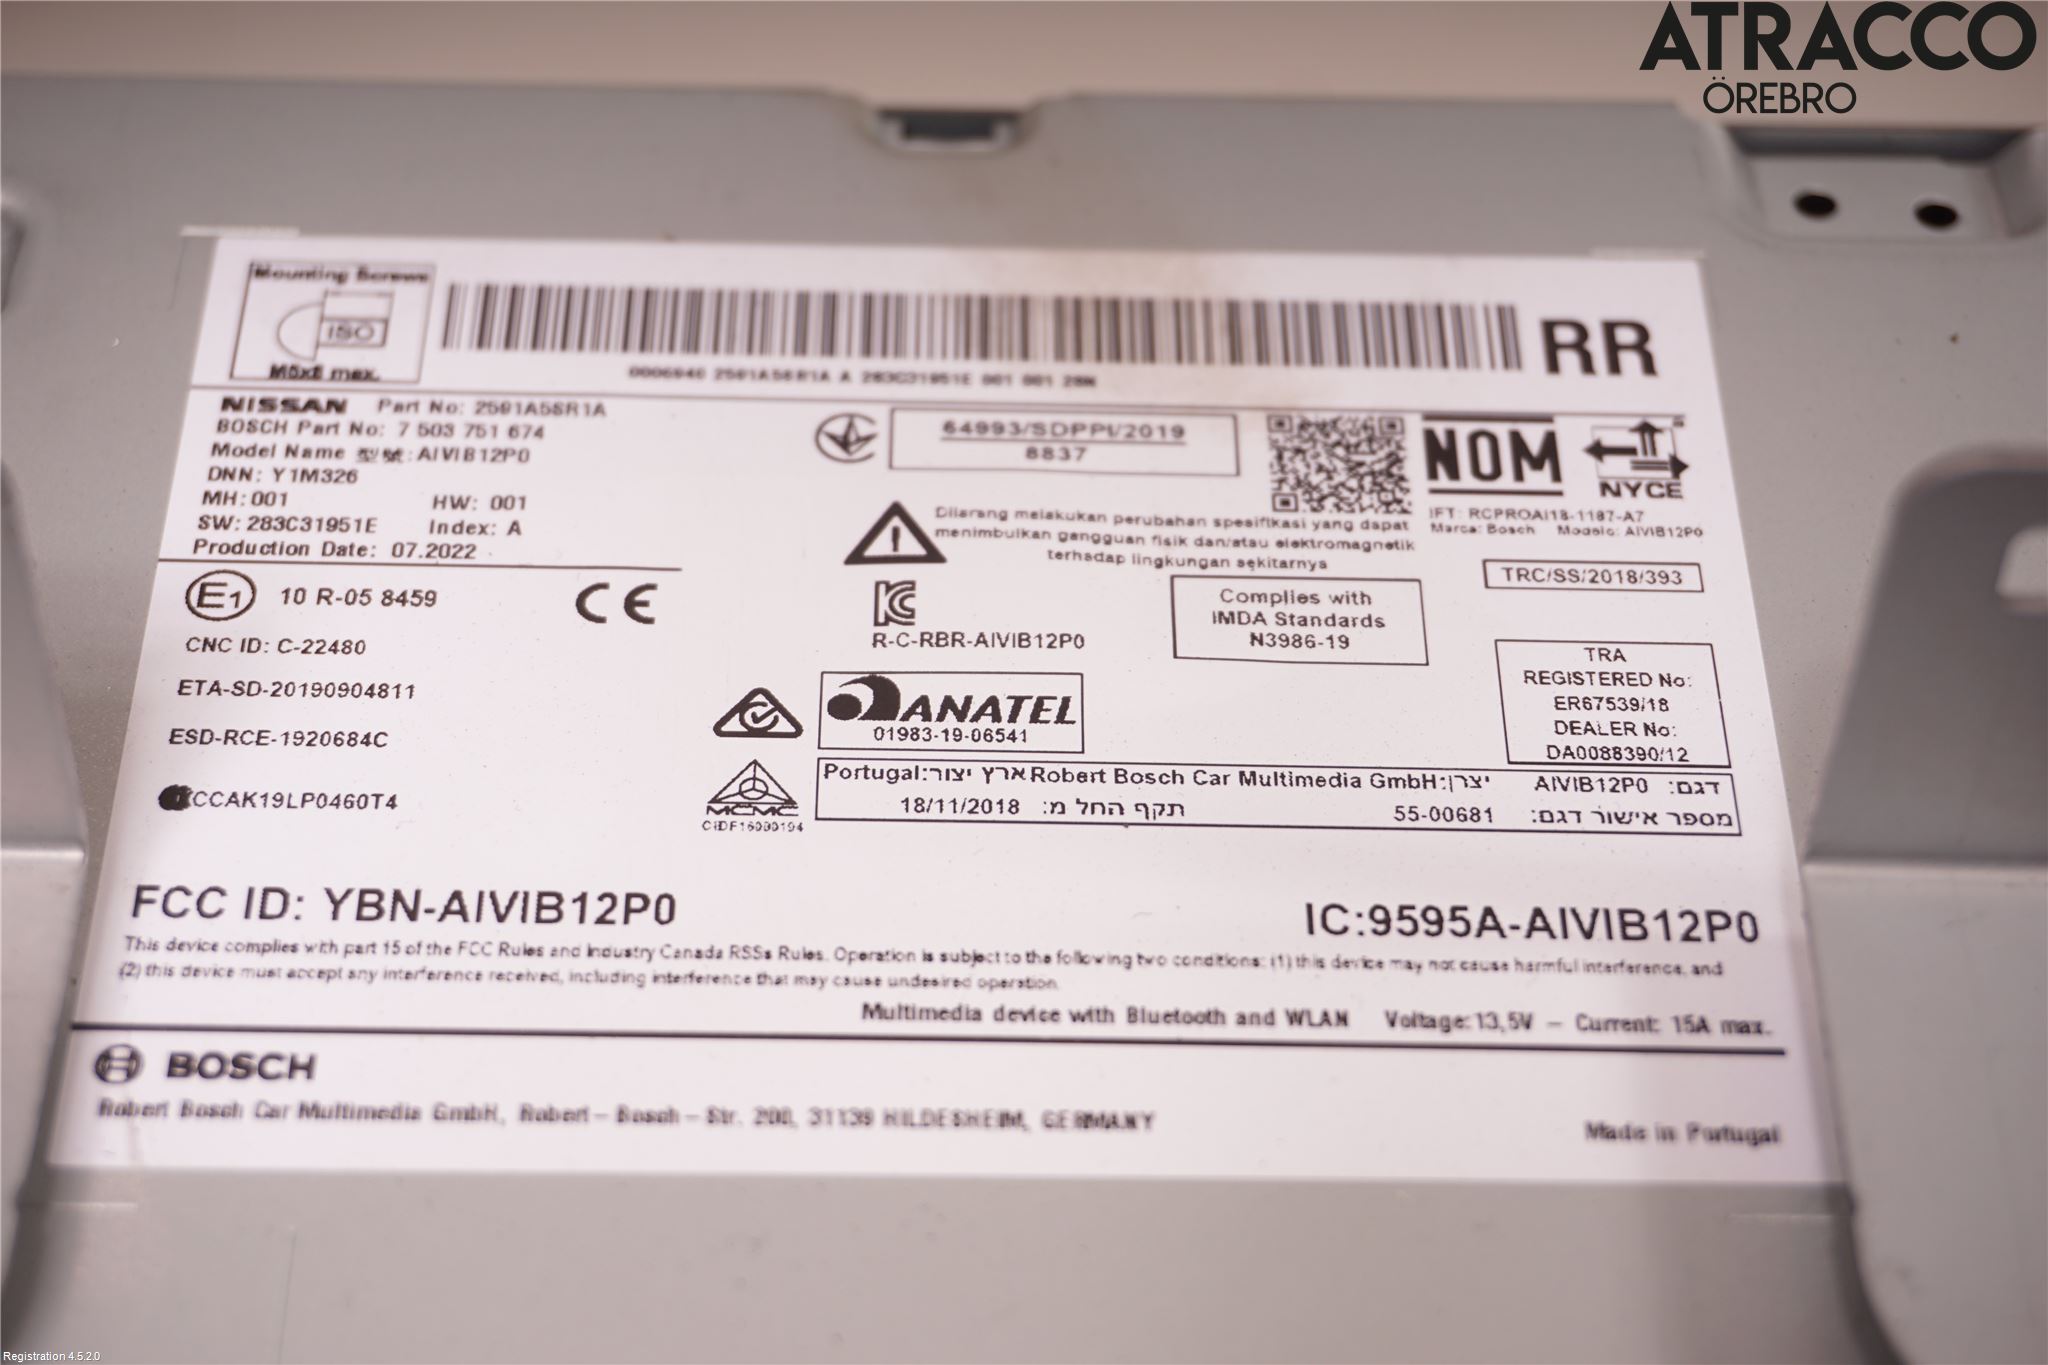 ATRACCO
ÖREBRO
Mounting Screws
ISO
M5x8 max.
RR
NISSAN Part No: 2591A5SR1A
BOSCH Part No: 7 503 751 674
Model Name 型號: AIVIB12P0
DNN: Y1M326
MH: 001 HW: 001
SW: 283C31951E Index: A
Production Date: 07.2022
64993/SDPPI/2019
8837
NOM
NYCE
IFT: RCPROAI18-1187-A7
Marca: Bosch Modelo: AIVIB12P0
Dilarang melakukan perubahan spesifikasi yang dapat
menimbulkan gangguan fisik dan/atau elektromagnetik
terhadap lingkungan sekitarnya
TRC/SS/2018/393
E1 10 R-05 8459
CE
CNC ID: C-22480
ETA-SD-20190904811
ESD-RCE-1920684C
CCAK19LP0460T4
R-C-RBR-AIVIB12P0
Complies with
IMDA Standards
N3986-19
TRA
REGISTERED No:
ER67539/18
DEALER No:
DA0088390/12
ANATEL
01983-19-06541
MCMC
CIDF16000194
דגם: AIVIB12P0 יצרן: Robert Bosch Car Multimedia GmbH ארץ יצור: Portugal
מספר אישור דגם: 55-00681 תקף החל מ: 18/11/2018
FCC ID: YBN-AIVIB12P0
IC:9595A-AIVIB12P0
This device complies with part 15 of the FCC Rules and Industry Canada RSSs Rules. Operation is subject to the following two conditions: (1) this device may not cause harmful interference, and
(2) this device must accept any interference received, including interference that may cause undesired operation.
Multimedia device with Bluetooth and WLAN Voltage: 13,5V – Current: 15A max.
BOSCH
Robert Bosch Car Multimedia GmbH, Robert-Bosch-Str. 200, 31139 HILDESHEIM, GERMANY
Made in Portugal
Registration 4.5.2.0